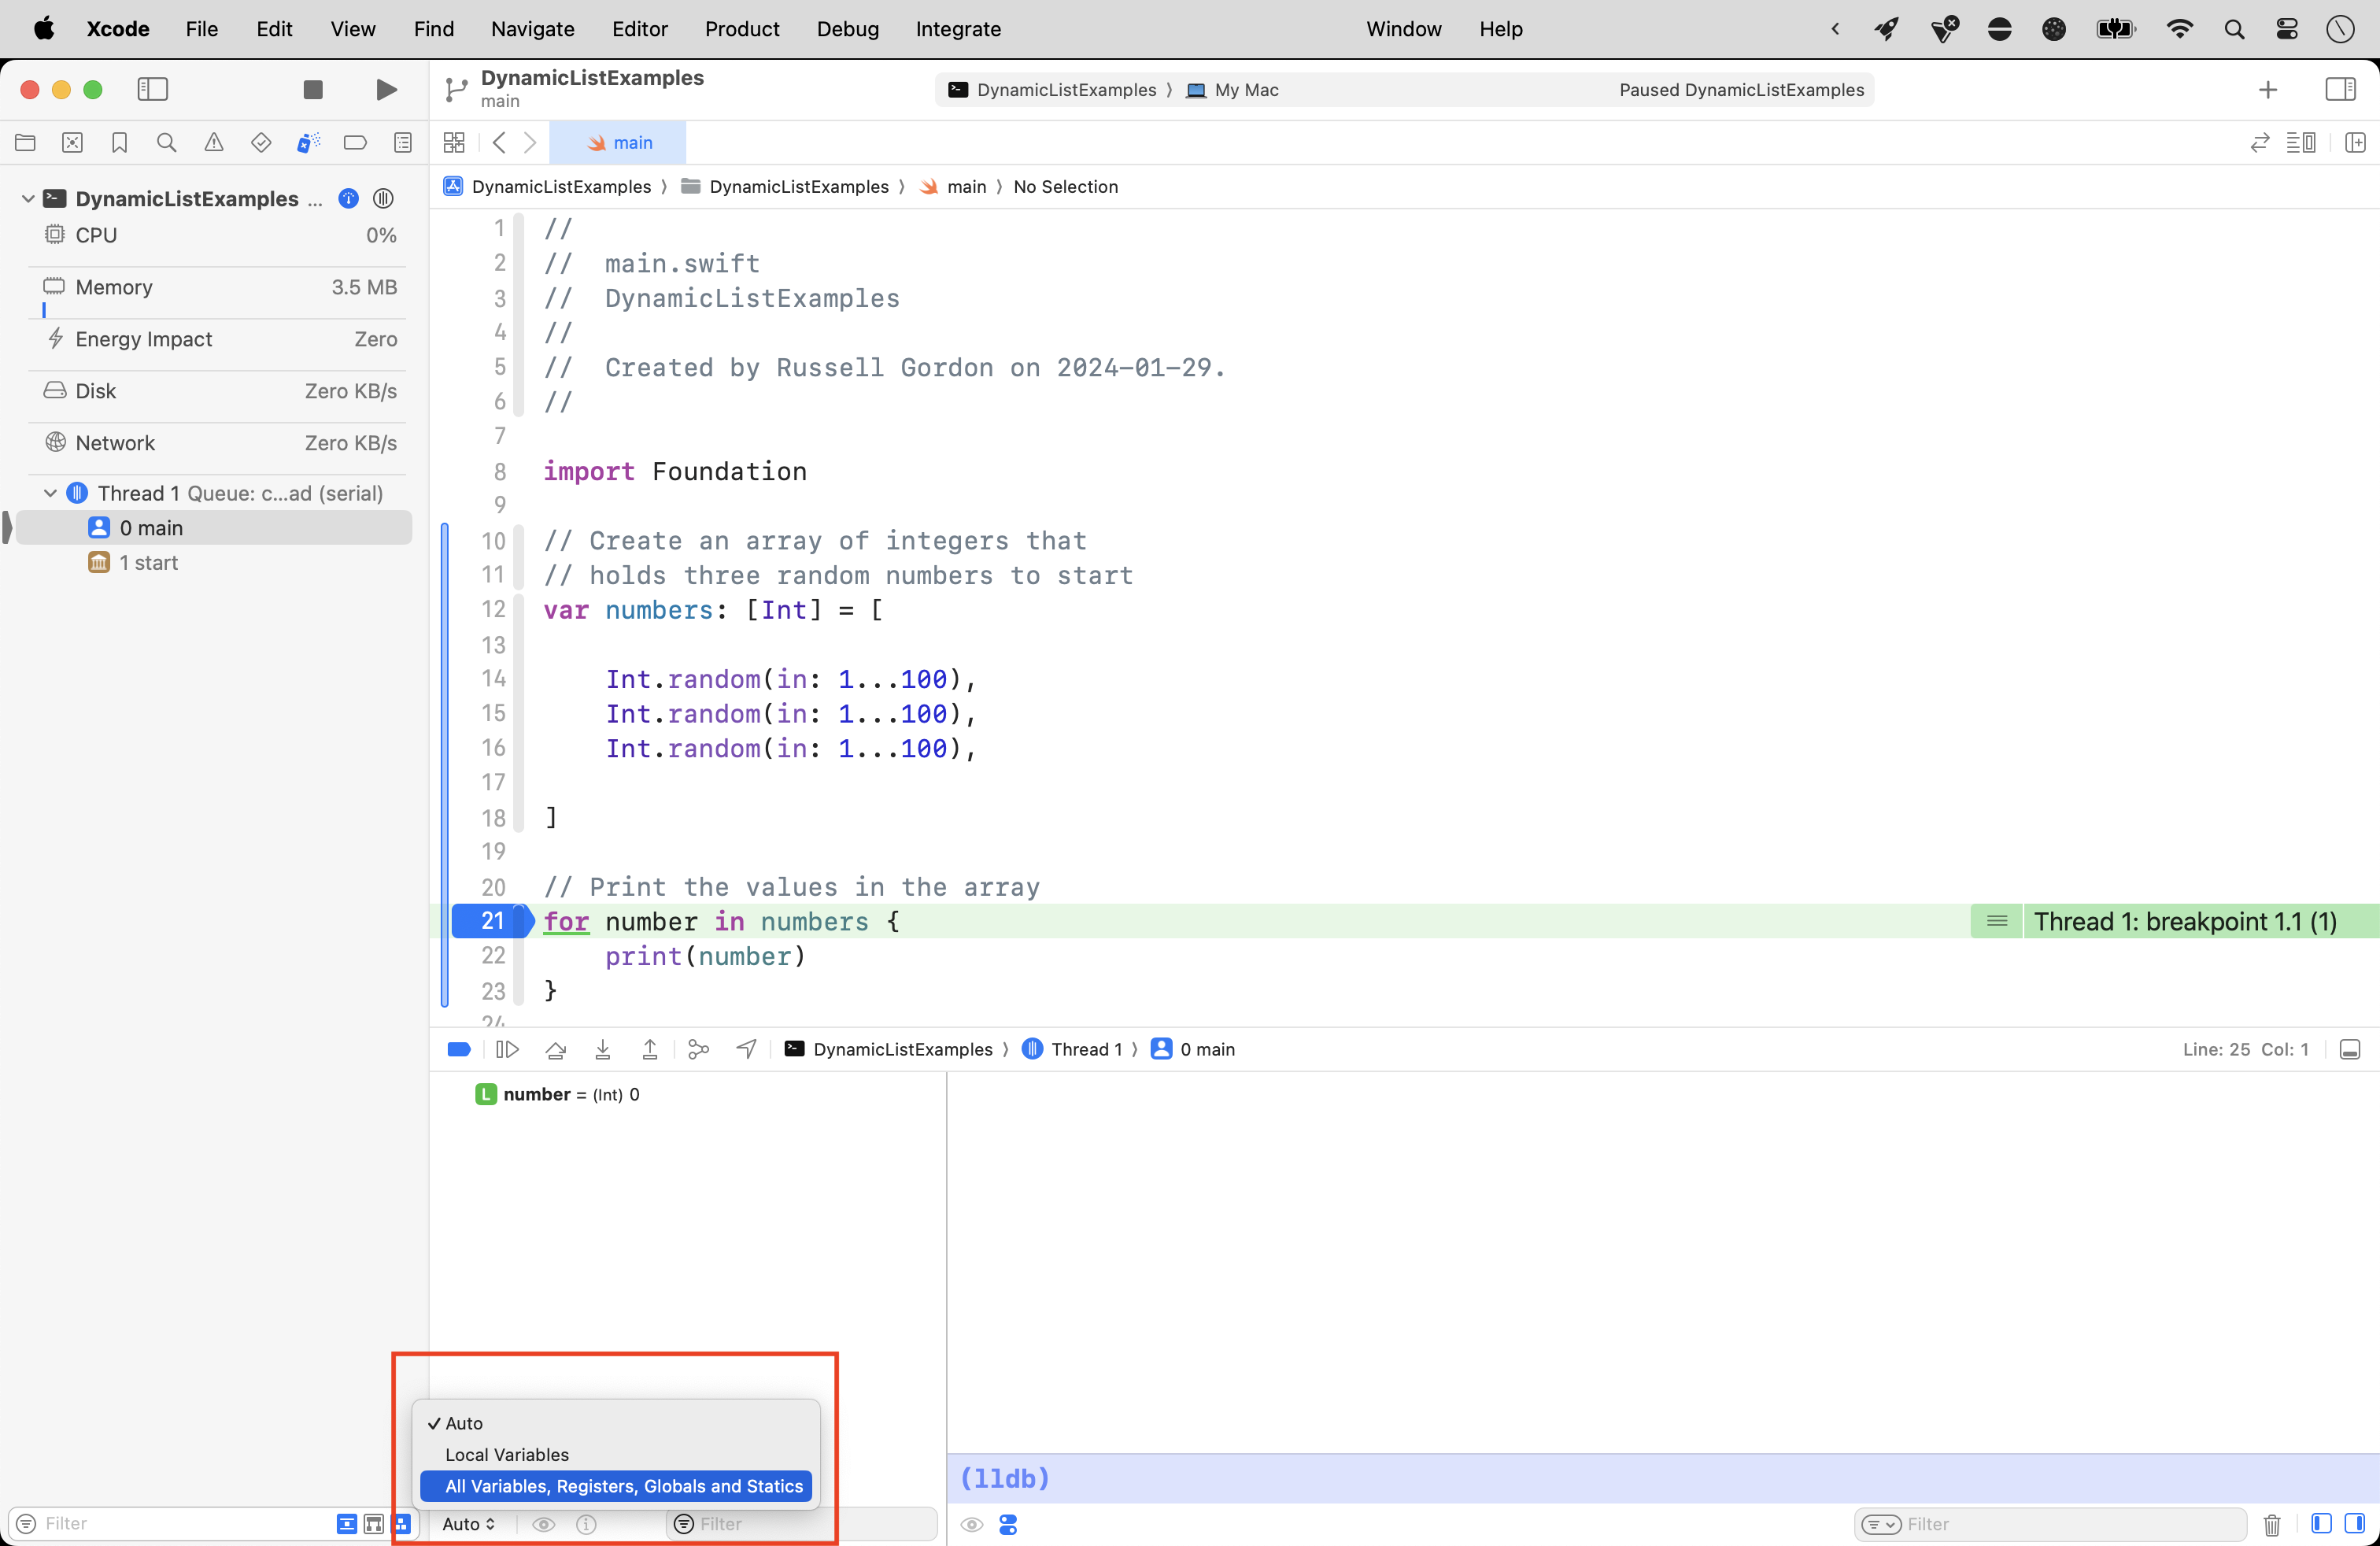 Xcode File Edit View Find Navigate Editor Product Debug Integrate Window Help
DynamicListExamples
main
DynamicListExamples ⟩ My Mac
Paused DynamicListExamples
main
DynamicListExamples ...
CPU 0%
Memory 3.5 MB
Energy Impact Zero
Disk Zero KB/s
Network Zero KB/s
Thread 1 Queue: c...ad (serial)
0 main
1 start
Filter
DynamicListExamples ⟩ DynamicListExamples ⟩ main ⟩ No Selection
1 //
2 //  main.swift
3 //  DynamicListExamples
4 //
5 //  Created by Russell Gordon on 2024-01-29.
6 //
7
8 import Foundation
9
10 // Create an array of integers that
11 // holds three random numbers to start
12 var numbers: [Int] = [
13
14     Int.random(in: 1...100),
15     Int.random(in: 1...100),
16     Int.random(in: 1...100),
17
18 ]
19
20 // Print the values in the array
21 for number in numbers { Thread 1: breakpoint 1.1 (1)
22     print(number)
23 }
24
DynamicListExamples ⟩ Thread 1 ⟩ 0 main
Line: 25 Col: 1
L number = (Int) 0
✓ Auto
Local Variables
All Variables, Registers, Globals and Statics
Auto
Filter
(lldb)
Filter